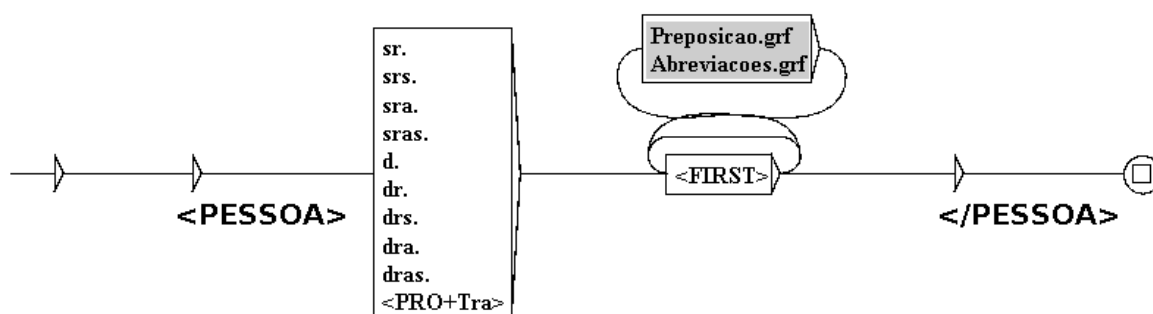 <PESSOA>
sr.
srs.
sra.
sras.
d.
dr.
drs.
dra.
dras.
<PRO+Tra>
Preposicao.grf
Abreviacoes.grf
<FIRST>
</PESSOA>